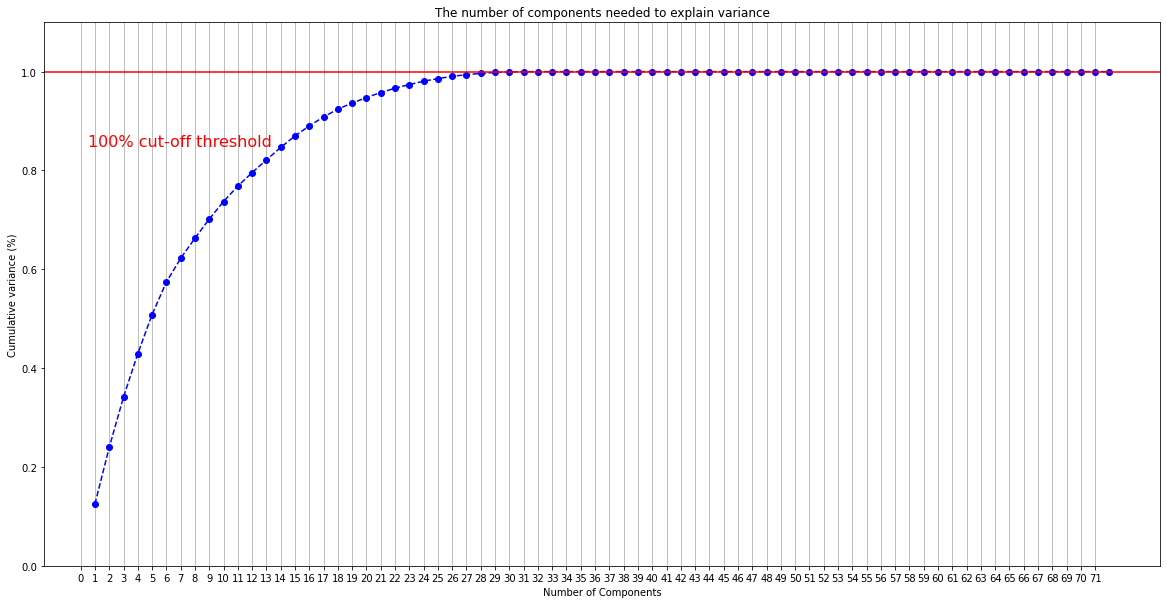 The number of components needed to explain variance
1.0
100% cut-off threshold
0.8
0.6
Cumulative variance (%)
0.4
0.2
0.0
0 1 2 3 4 5 6 7 8 9 10 11 12 13 14 15 16 17 18 19 20 21 22 23 24 25 26 27 28 29 30 31 32 33 34 35 36 37 38 39 40 41 42 43 44 45 46 47 48 49 50 51 52 53 54 55 56 57 58 59 60 61 62 63 64 65 66 67 68 69 70 71
Number of Components